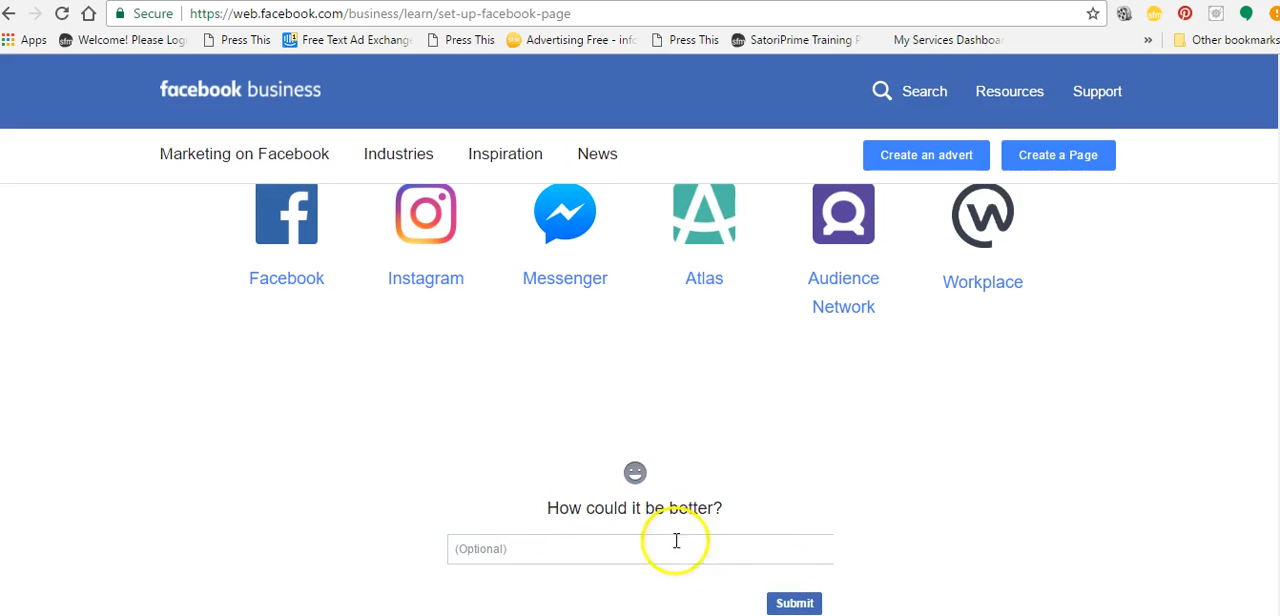 Secure https://web.facebook.com/business/learn/set-up-facebook-page
Apps Welcome! Please Log Press This Free Text Ad Exchange Press This Advertising Free - info Press This SatoriPrime Training P My Services Dashboar » Other bookmarks
facebook business Search Resources Support
Marketing on Facebook Industries Inspiration News Create an advert Create a Page
Facebook Instagram Messenger Atlas Audience Network Workplace
How could it be better?
(Optional)
Submit